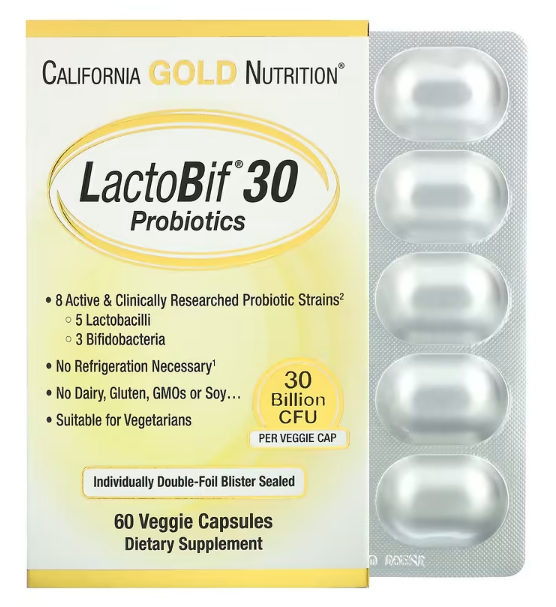 CALIFORNIA GOLD NUTRITION®
LactoBif® 30
Probiotics
• 8 Active & Clinically Researched Probiotic Strains²
○ 5 Lactobacilli
○ 3 Bifidobacteria
• No Refrigeration Necessary¹
• No Dairy, Gluten, GMOs or Soy...
• Suitable for Vegetarians
30
Billion
CFU
PER VEGGIE CAP
Individually Double-Foil Blister Sealed
60 Veggie Capsules
Dietary Supplement